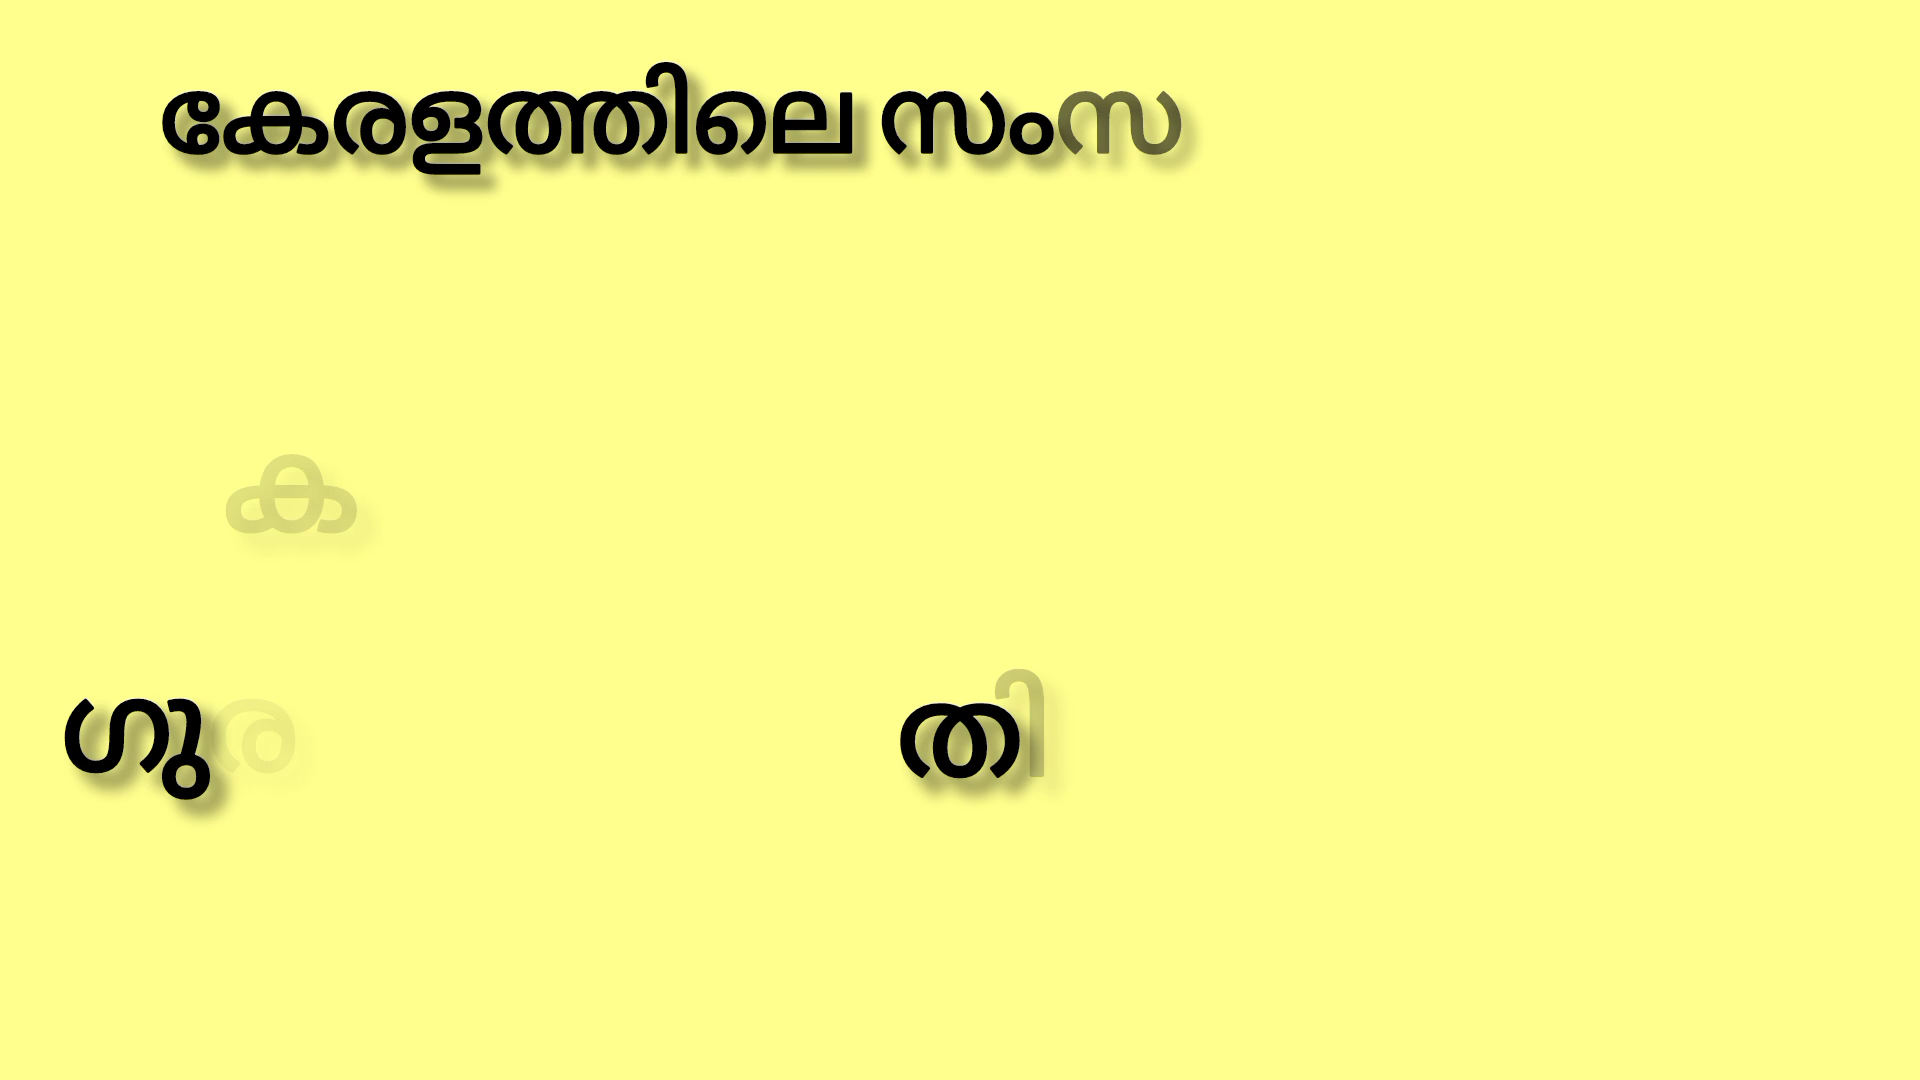 കേരളത്തിലെ സംസ
ക
ഗുര
തി